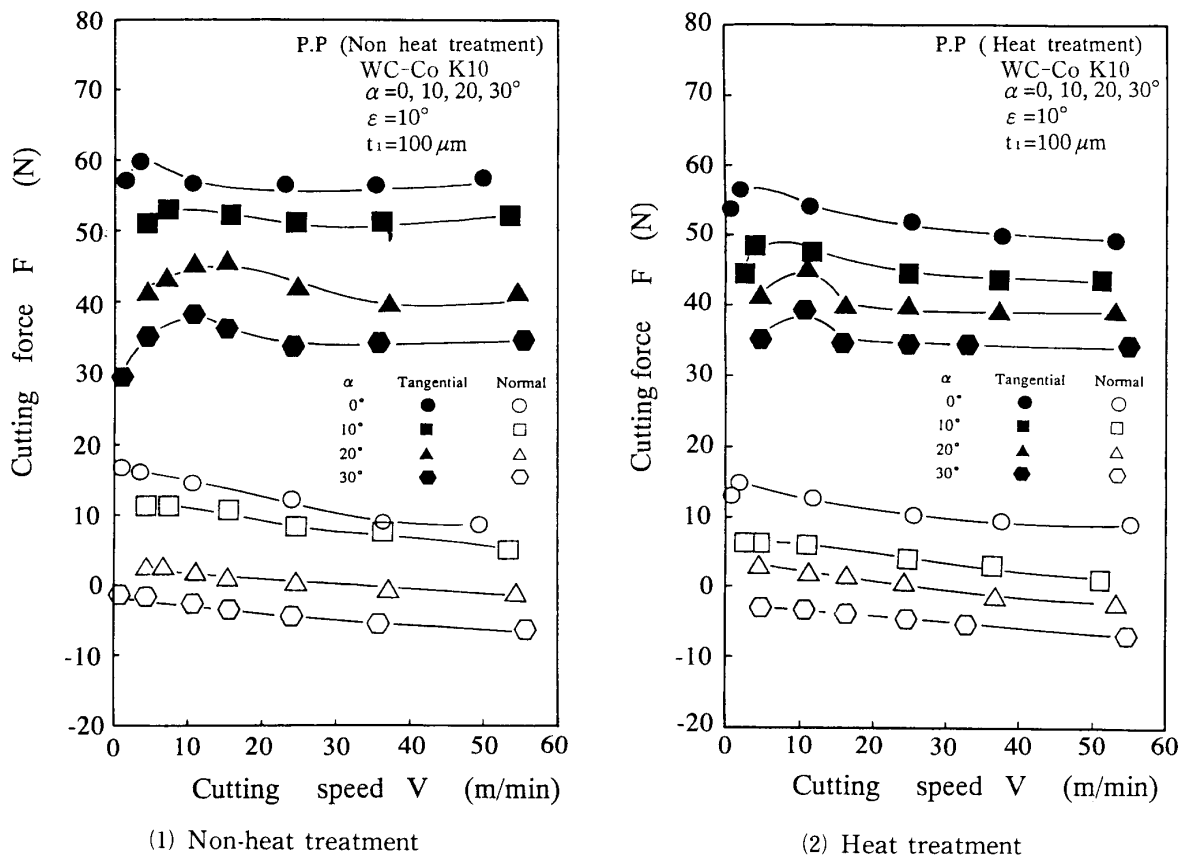 P.P (Non heat treatment)
WC-Co K10
α=0, 10, 20, 30°
ε=10°
t1=100 μm
Cutting force F (N)
80
70
60
50
40
30
20
10
0
-10
-20
α Tangential Normal
0°
10°
20°
30°
0 10 20 30 40 50 60
Cutting speed V (m/min)
(1) Non-heat treatment
P.P (Heat treatment)
WC-Co K10
α=0, 10, 20, 30°
ε=10°
t1=100 μm
Cutting force F (N)
80
70
60
50
40
30
20
10
0
-10
-20
α Tangential Normal
0°
10°
20°
30°
0 10 20 30 40 50 60
Cutting speed V (m/min)
(2) Heat treatment